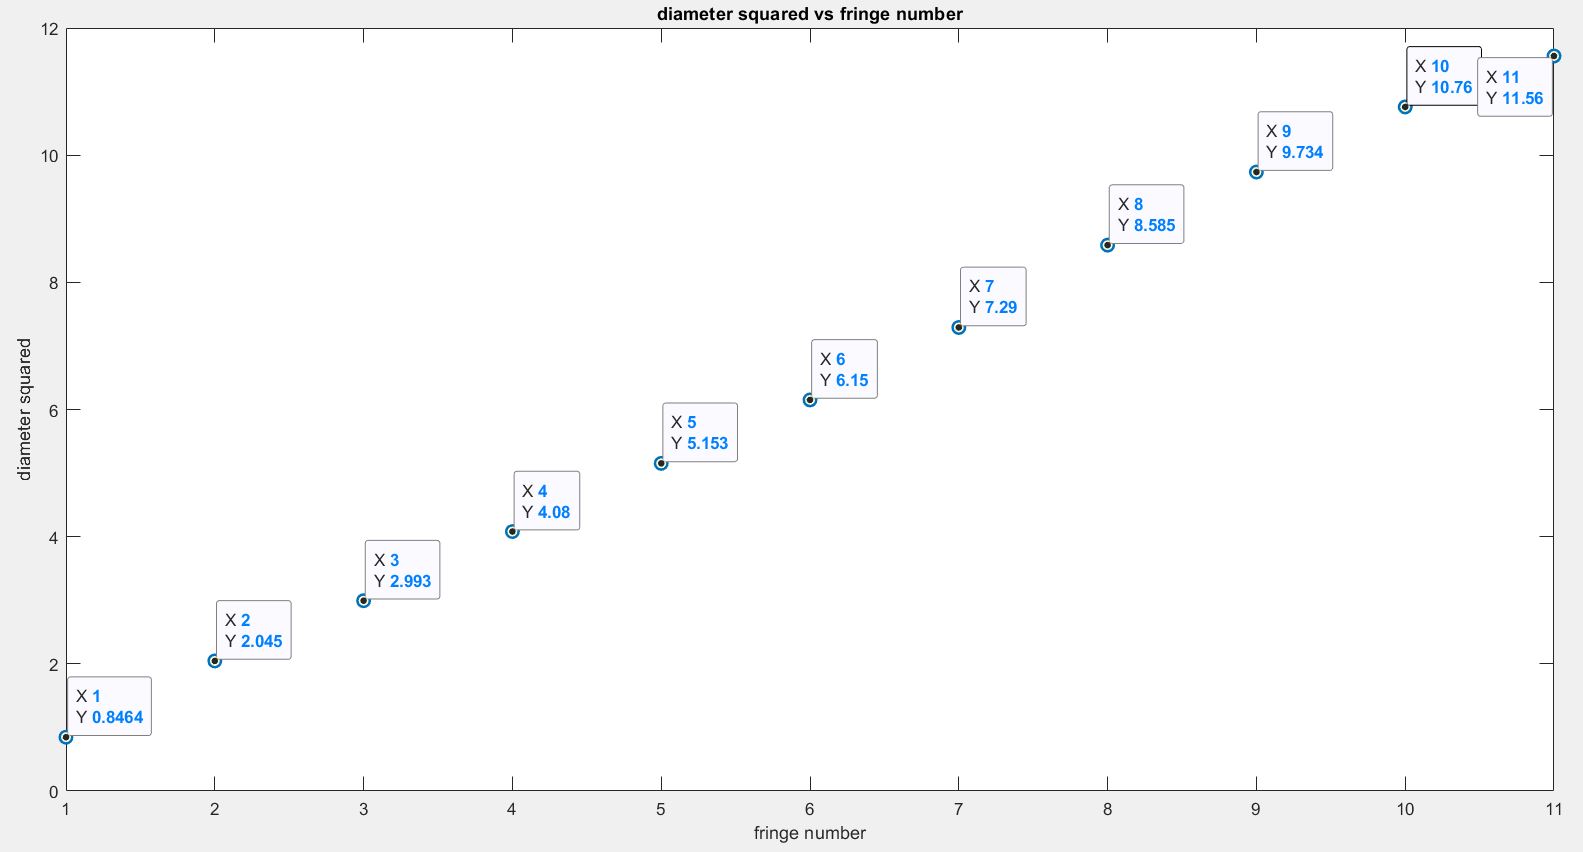 diameter squared vs fringe number
12
10
8
6
4
2
0
diameter squared
X 1
Y 0.8464
X 2
Y 2.045
X 3
Y 2.993
X 4
Y 4.08
X 5
Y 5.153
X 6
Y 6.15
X 7
Y 7.29
X 8
Y 8.585
X 9
Y 9.734
X 10
Y 10.76
X 11
Y 11.56
1 2 3 4 5 6 7 8 9 10 11
fringe number